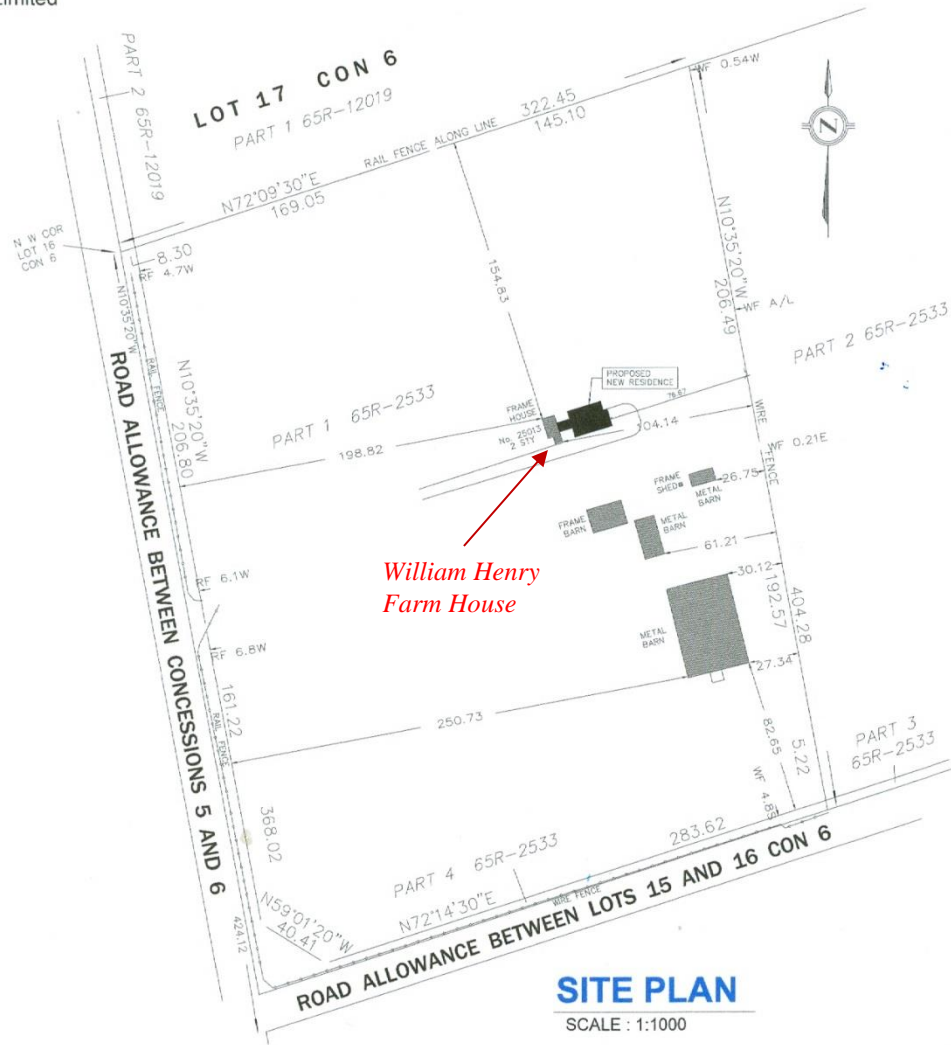 Limited
PART 2 65R-12019
LOT 17 CON 6
PART 1 65R-12019
RAIL FENCE ALONG LINE
322.45
145.10
WF 0.54W
N72°09'30"E
169.05
N
N W COR
LOT 16
CON 6
8.30
RF 4.7W
N10°35'20"W
RAIL FENCE
N10°35'20"W
206.80
154.83
N10°35'20"W
206.49
WF A/L
PART 2 65R-2533
PART 1 65R-2533
198.82
PROPOSED
NEW RESIDENCE
FRAME
HOUSE
No. 25013
2 STY
104.14
WIRE FENCE
WF 0.21E
FRAME
SHED
METAL
BARN
26.75
FRAME
BARN
METAL
BARN
61.21
William Henry
Farm House
RF 6.1W
RF 6.8W
161.22
RAIL FENCE
ROAD ALLOWANCE BETWEEN CONCESSIONS 5 AND 6
METAL
BARN
30.12
192.57
404.28
27.34
250.73
82.65
5.22
WF 4.85
PART 3
65R-2533
368.02
424.12
N59°01'20"W
40.41
PART 4 65R-2533
N72°14'30"E
283.62
WIRE FENCE
ROAD ALLOWANCE BETWEEN LOTS 15 AND 16 CON 6
SITE PLAN
SCALE : 1:1000